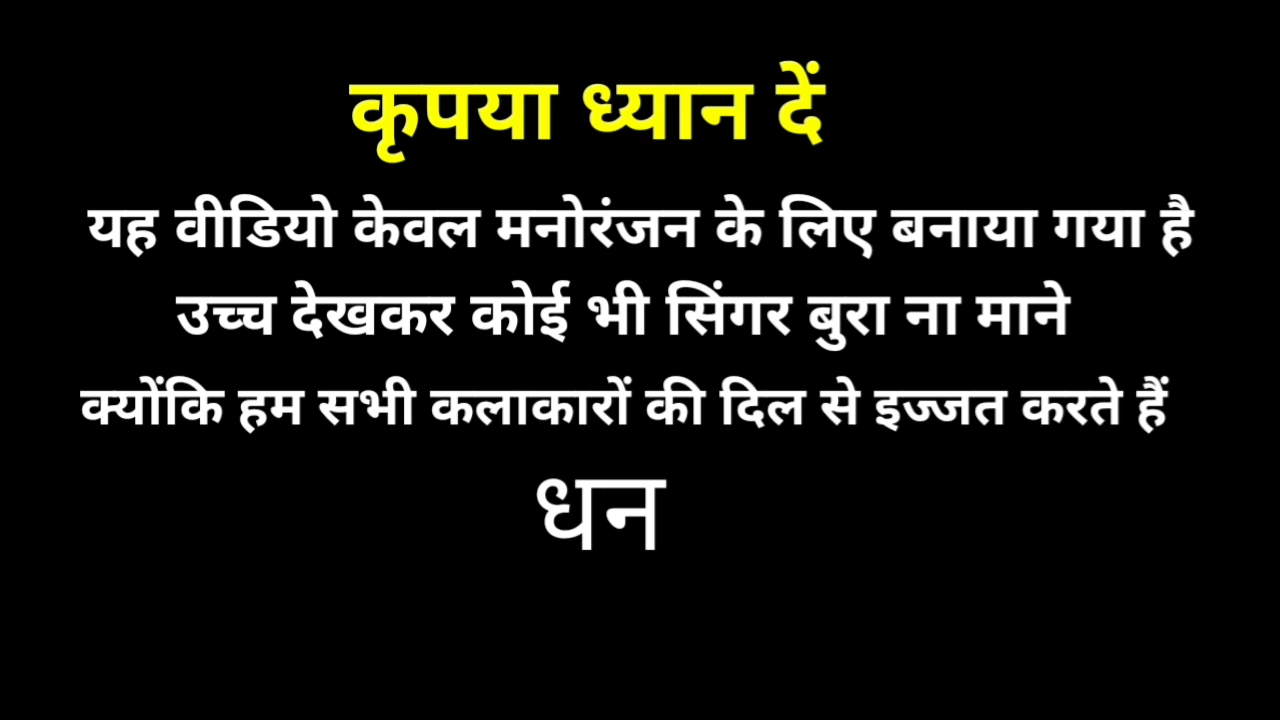 कृपया ध्यान दें
यह वीडियो केवल मनोरंजन के लिए बनाया गया है
उच्च देखकर कोई भी सिंगर बुरा ना माने
क्योंकि हम सभी कलाकारों की दिल से इज्जत करते हैं
धन